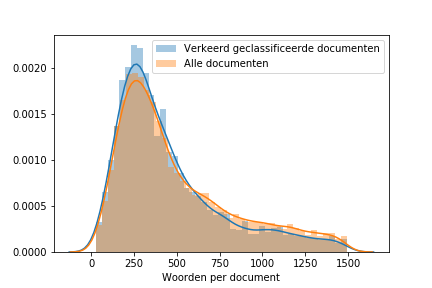 Verkeerd geclassificeerde documenten
Alle documenten
0.0020
0.0015
0.0010
0.0005
0.0000
0 250 500 750 1000 1250 1500
Woorden per document